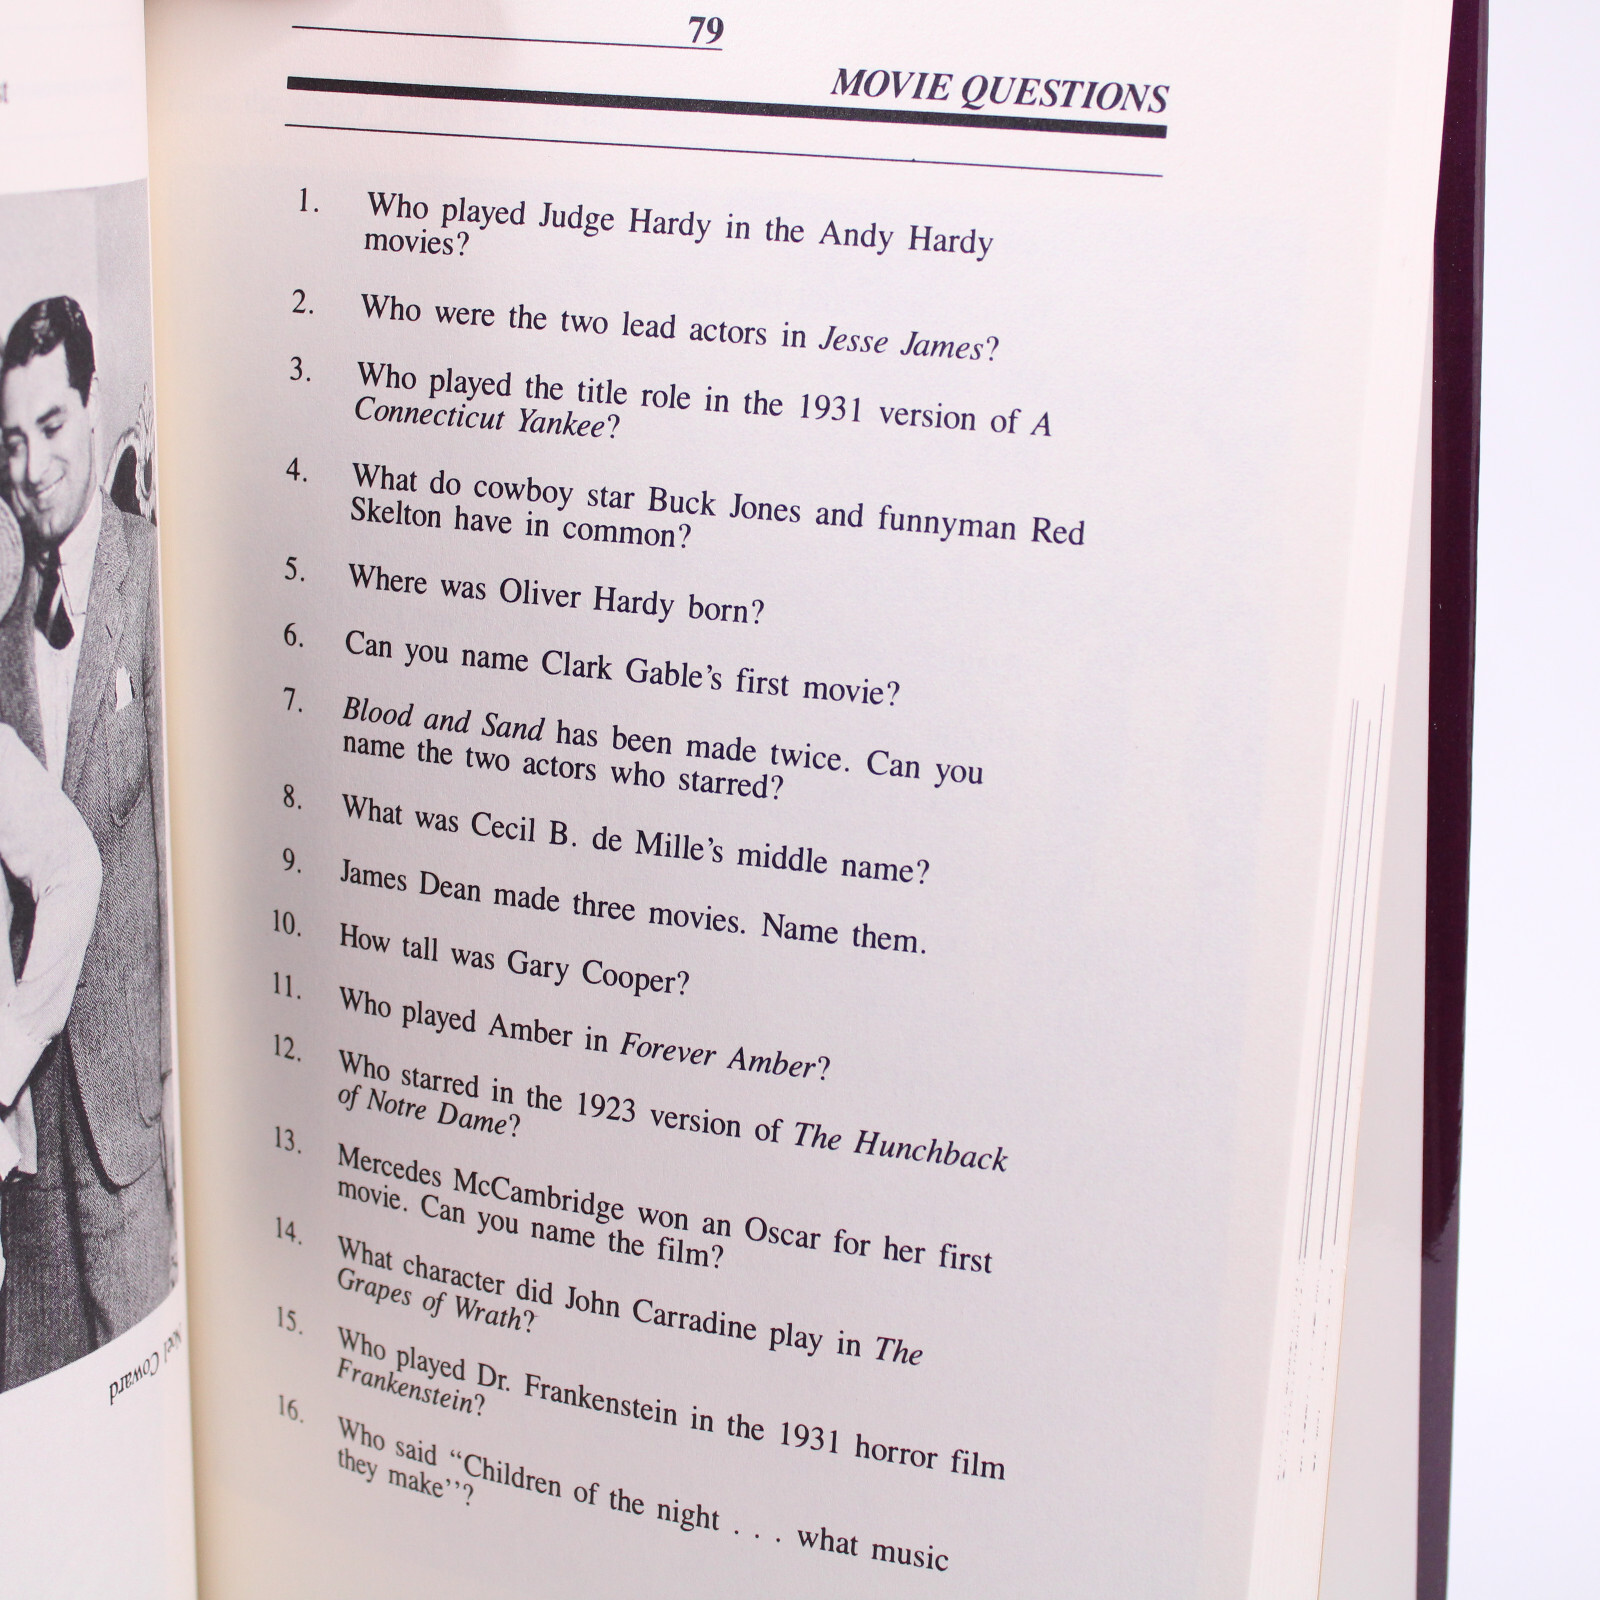 79
MOVIE QUESTIONS
1. Who played Judge Hardy in the Andy Hardy
movies?
2. Who were the two lead actors in Jesse James?
3. Who played the title role in the 1931 version of A
Connecticut Yankee?
4. What do cowboy star Buck Jones and funnyman Red
Skelton have in common?
5. Where was Oliver Hardy born?
6. Can you name Clark Gable's first movie?
7. Blood and Sand has been made twice. Can you
name the two actors who starred?
8. What was Cecil B. de Mille's middle name?
9. James Dean made three movies. Name them.
10. How tall was Gary Cooper?
11. Who played Amber in Forever Amber?
12. Who starred in the 1923 version of The Hunchback
of Notre Dame?
13. Mercedes McCambridge won an Oscar for her first
movie. Can you name the film?
14. What character did John Carradine play in The
Grapes of Wrath?
15. Who played Dr. Frankenstein in the 1931 horror film
Frankenstein?
16. Who said “Children of the night . . . what music
they make’’?
Coward